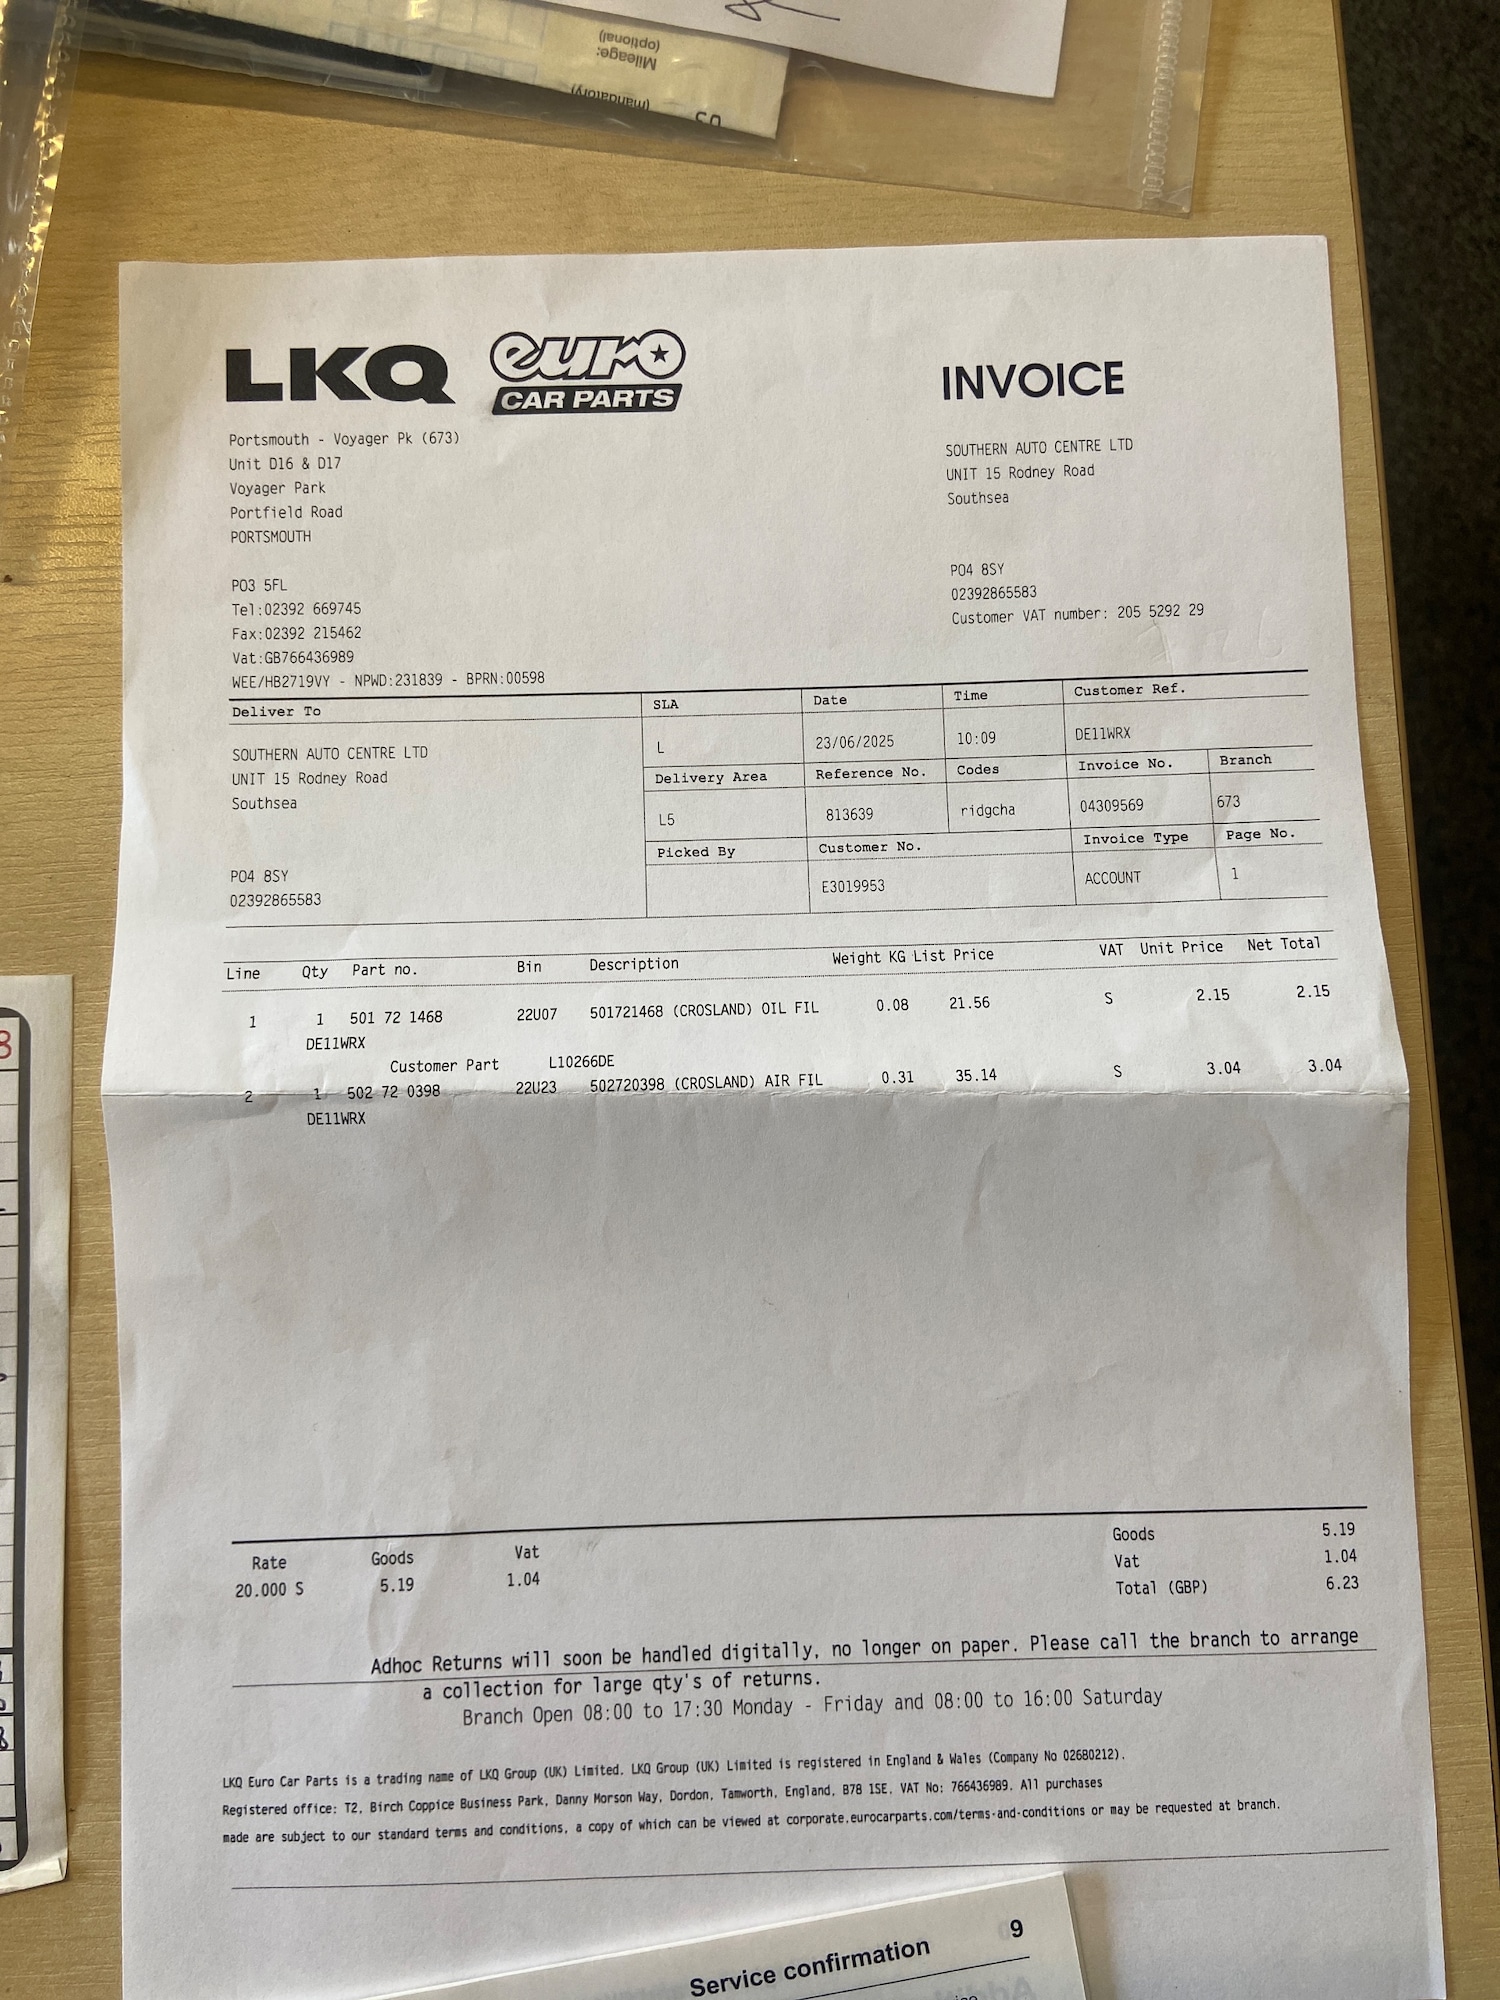 Mileage:
(optional)
(mandatory)
LKQ euro CAR PARTS
INVOICE
Portsmouth - Voyager Pk (673)
Unit D16 & D17
Voyager Park
Portfield Road
PORTSMOUTH
PO3 5FL
Tel:02392 669745
Fax:02392 215462
Vat:GB766436989
WEE/HB2719VY - NPWD:231839 - BPRN:00598
SOUTHERN AUTO CENTRE LTD
UNIT 15 Rodney Road
Southsea
PO4 8SY
02392865583
Customer VAT number: 205 5292 29
Deliver To
SOUTHERN AUTO CENTRE LTD
UNIT 15 Rodney Road
Southsea
PO4 8SY
02392865583
SLA Date Time Customer Ref.
L 23/06/2025 10:09 DE11WRX
Delivery Area Reference No. Codes Invoice No. Branch
L5 813639 ridgcha 04309569 673
Picked By Customer No. Invoice Type Page No.
E3019953 ACCOUNT 1
Line Qty Part no. Bin Description Weight KG List Price VAT Unit Price Net Total
1 1 501 72 1468 22U07 501721468 (CROSLAND) OIL FIL 0.08 21.56 S 2.15 2.15
DE11WRX
Customer Part L10266DE
2 1 502 72 0398 22U23 502720398 (CROSLAND) AIR FIL 0.31 35.14 S 3.04 3.04
DE11WRX
Rate Goods Vat
20.000 S 5.19 1.04
Goods 5.19
Vat 1.04
Total (GBP) 6.23
Adhoc Returns will soon be handled digitally, no longer on paper. Please call the branch to arrange
a collection for large qty's of returns.
Branch Open 08:00 to 17:30 Monday - Friday and 08:00 to 16:00 Saturday
LKQ Euro Car Parts is a trading name of LKQ Group (UK) Limited. LKQ Group (UK) Limited is registered in England & Wales (Company No 02680212).
Registered office: T2, Birch Coppice Business Park, Danny Morson Way, Dordon, Tamworth, England, B78 1SE. VAT No: 766436989. All purchases
made are subject to our standard terms and conditions, a copy of which can be viewed at corporate.eurocarparts.com/terms-and-conditions or may be requested at branch.
Service confirmation 9